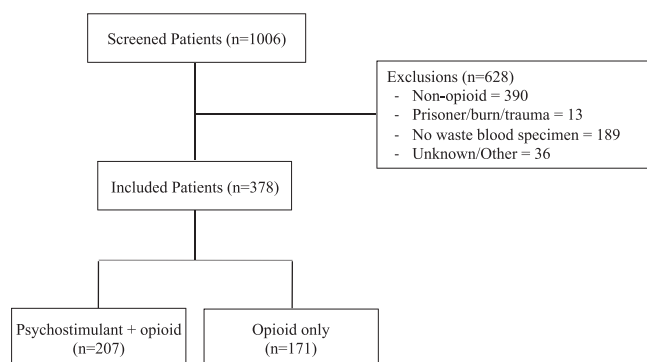 Screened Patients (n=1006)
Exclusions (n=628)
- Non-opioid = 390
- Prisoner/burn/trauma = 13
- No waste blood specimen = 189
- Unknown/Other = 36
Included Patients (n=378)
Psychostimulant + opioid
(n=207)
Opioid only
(n=171)